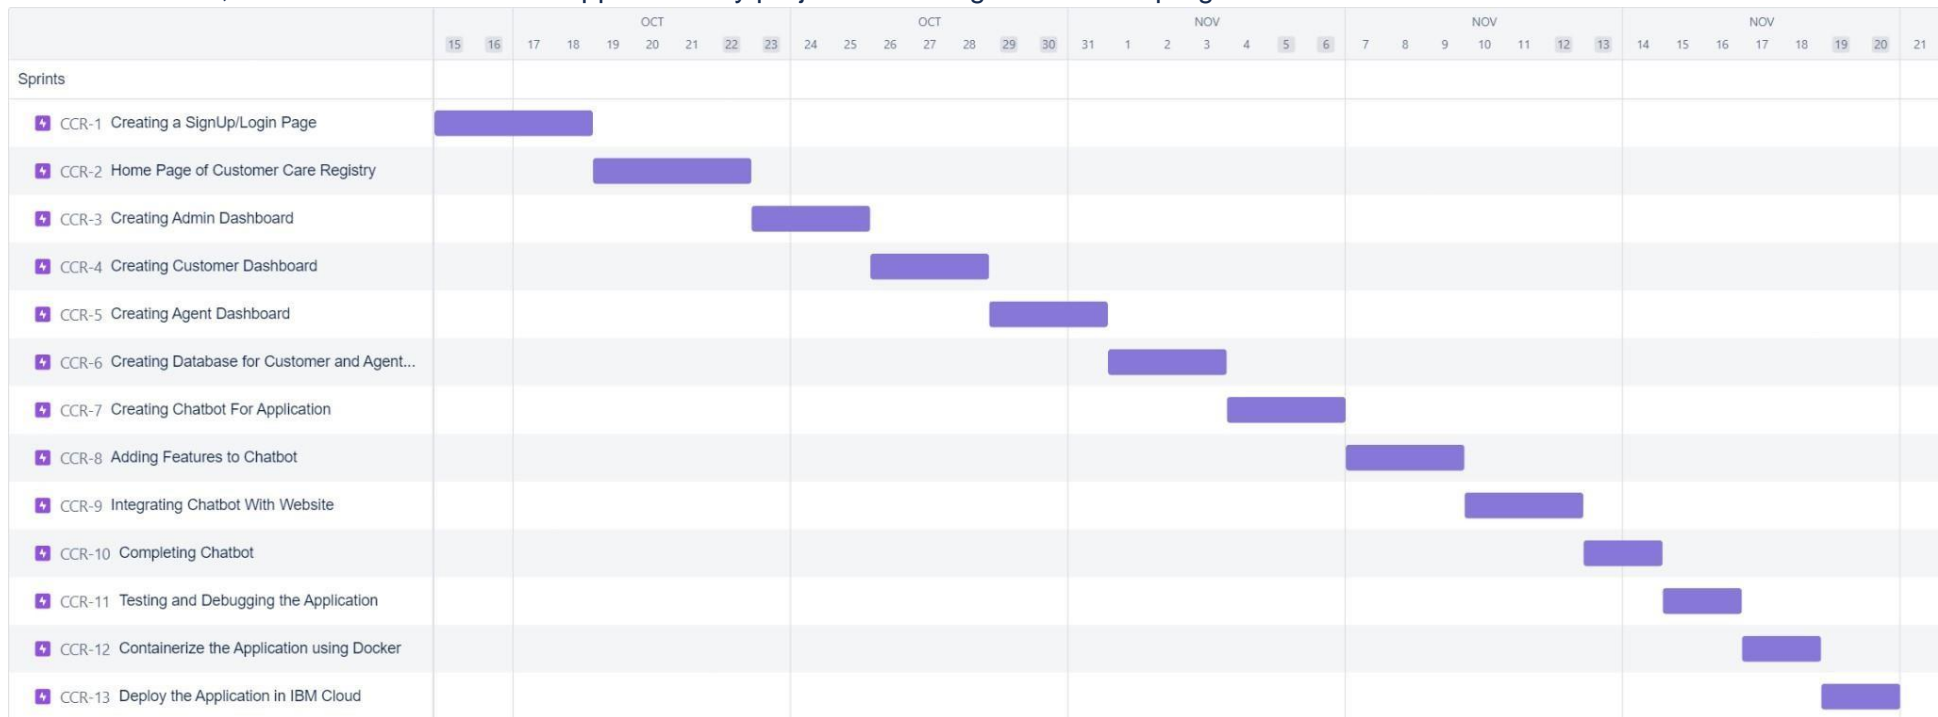 OCT OCT NOV NOV NOV
15 16 17 18 19 20 21 22 23 24 25 26 27 28 29 30 31 1 2 3 4 5 6 7 8 9 10 11 12 13 14 15 16 17 18 19 20 21
Sprints
CCR-1 Creating a SignUp/Login Page
CCR-2 Home Page of Customer Care Registry
CCR-3 Creating Admin Dashboard
CCR-4 Creating Customer Dashboard
CCR-5 Creating Agent Dashboard
CCR-6 Creating Database for Customer and Agent...
CCR-7 Creating Chatbot For Application
CCR-8 Adding Features to Chatbot
CCR-9 Integrating Chatbot With Website
CCR-10 Completing Chatbot
CCR-11 Testing and Debugging the Application
CCR-12 Containerize the Application using Docker
CCR-13 Deploy the Application in IBM Cloud